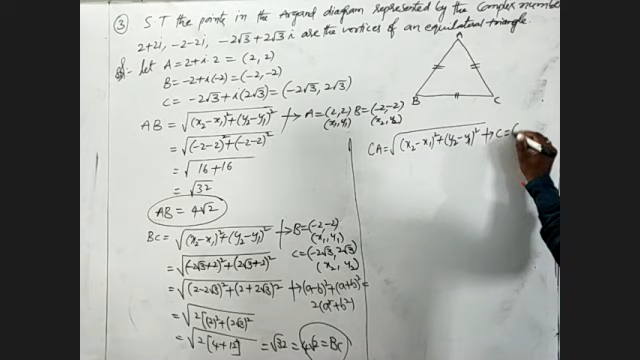 ③ S.T the points in the Argand diagram represented by the Complex number
2+2i, -2-2i, -2√3+2√3 i are the vertices of an equilateral triangle.
Sol:- let A = 2+i·2 = (2, 2)
B = -2+i(-2) = (-2, -2)
C = -2√3 + i(2√3) = (-2√3, 2√3)
AB = √((x₂-x₁)²+(y₂-y₁)²) → A=(2,2) B=(-2,-2)
(x₁,y₁) (x₂,y₂)
= √((-2-2)²+(-2-2)²)
= √(16+16)
= √32
AB = 4√2
BC = √((x₂-x₁)²+(y₂-y₁)²) → B=(-2,-2)
(x₁, y₁)
C=(-2√3, 2√3)
(x₂, y₂)
= √((-2√3+2)²+(2√3+2)²)
= √((2-2√3)²+(2+2√3)²) → (a-b)²+(a+b)² =
2(a²+b²)
= √(2[(2)²+(2√3)²
= √(2[4+12]) = √32 = 4√2 = BC
A
B C
CA = √((x₂-x₁)²+(y₂-y₁)²) → C=(